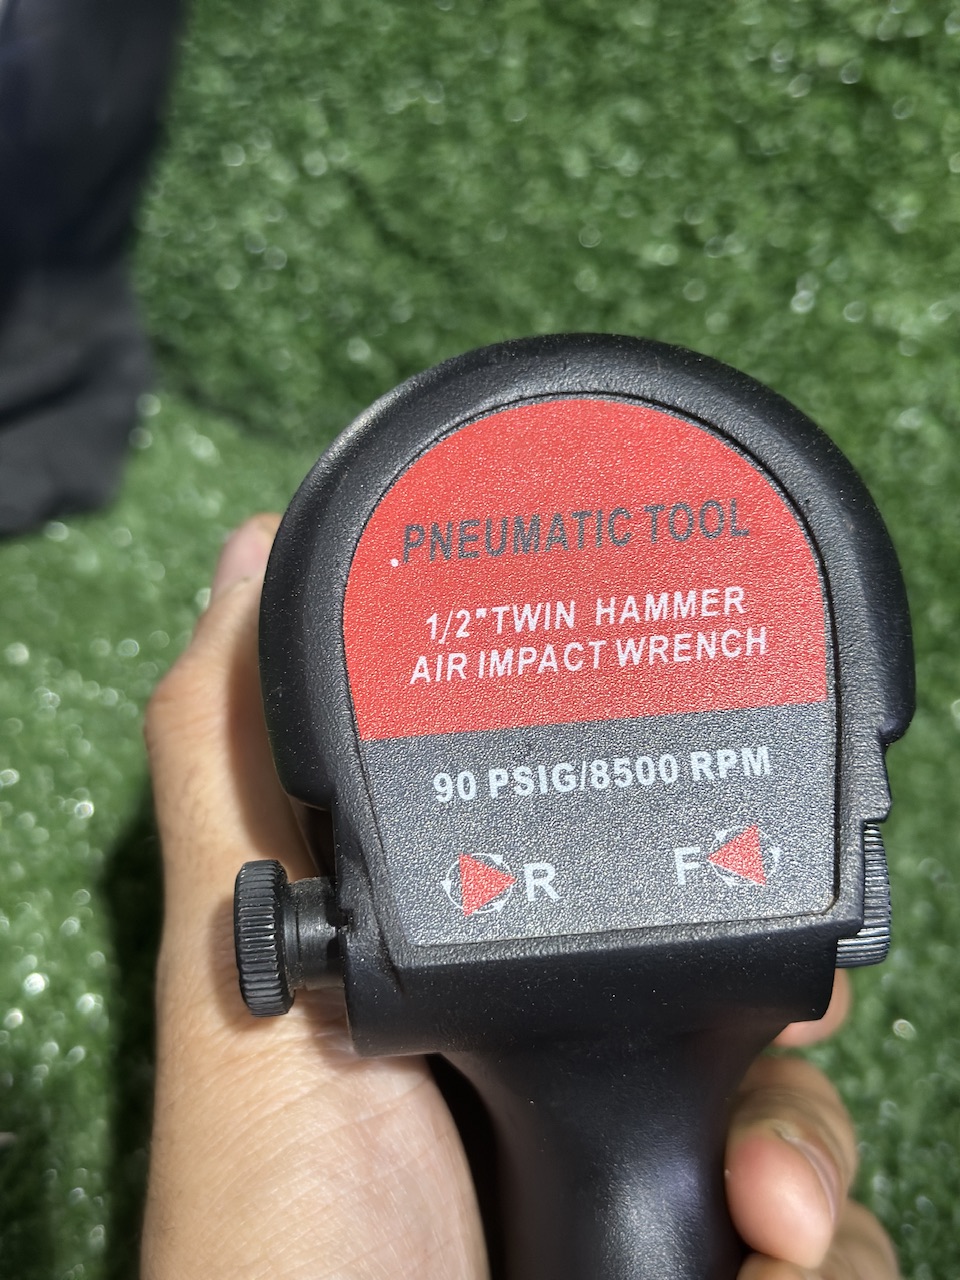 PNEUMATIC TOOL
1/2" TWIN HAMMER
AIR IMPACT WRENCH
90 PSIG/8500 RPM
R F